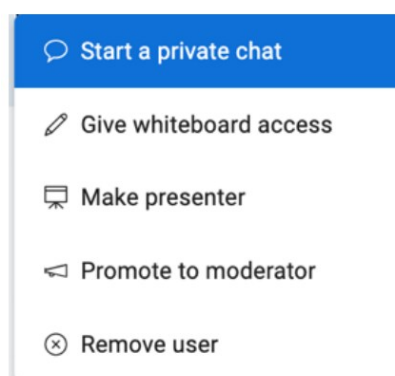 Start a private chat
Give whiteboard access
Make presenter
Promote to moderator
Remove user